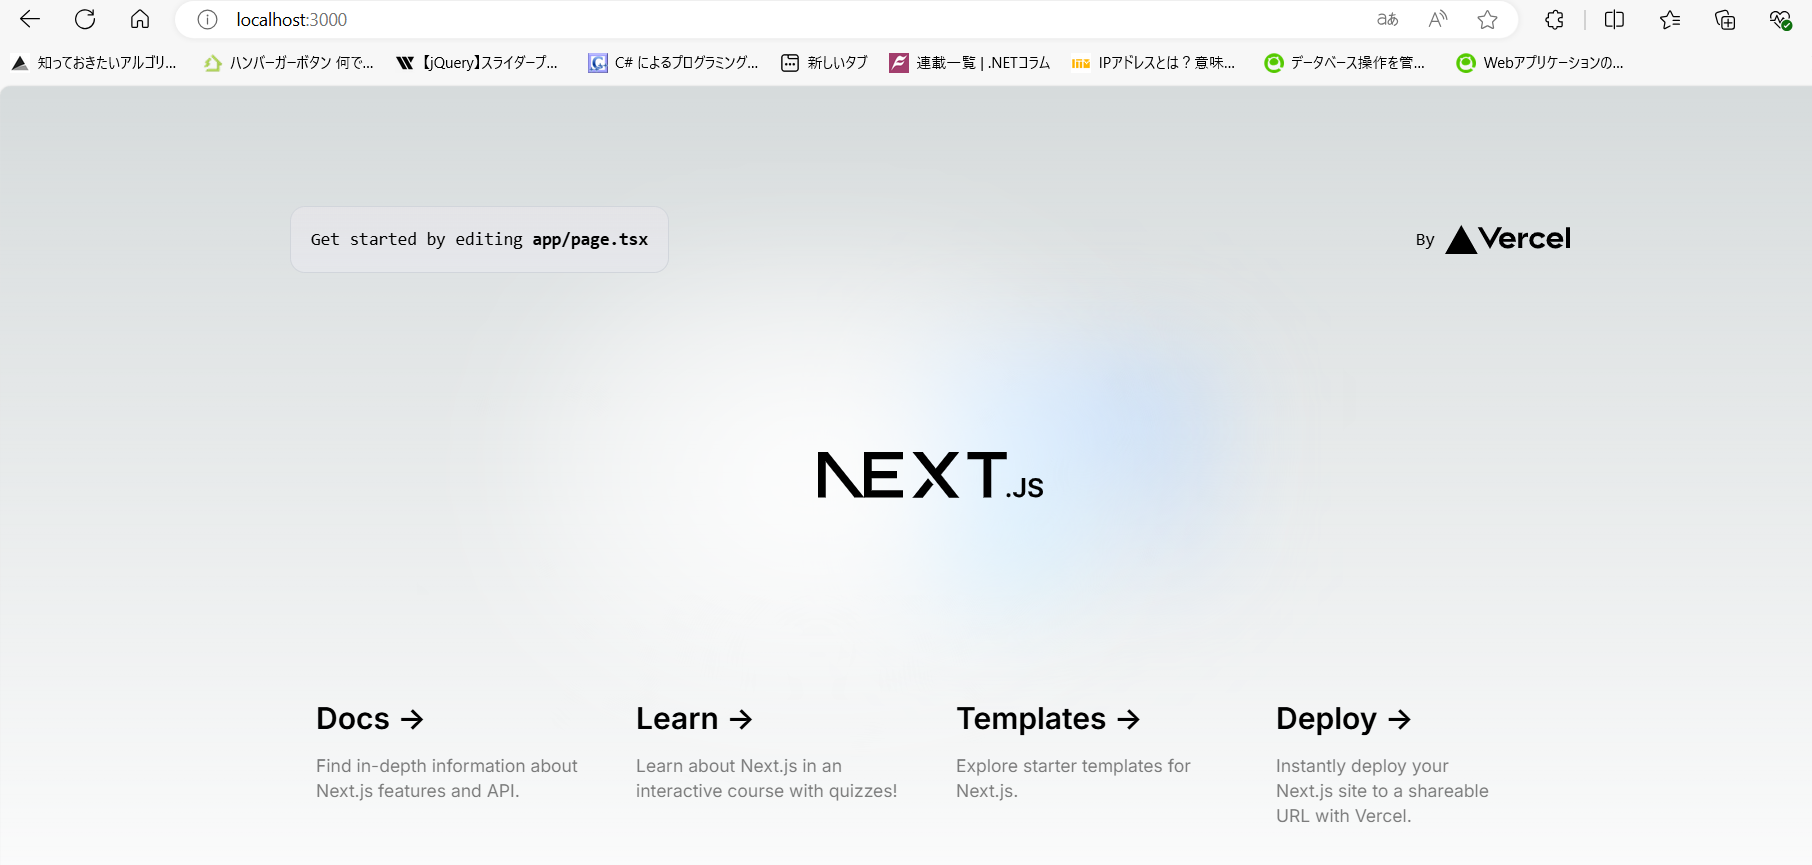 localhost:3000
aあ
A
知っておきたいアルゴリ...
ハンバーガーボタン 何で...
【jQuery】スライダープ...
C# によるプログラミング...
新しいタブ
連載一覧 | .NETコラム
IPアドレスとは？意味...
データベース操作を管...
Webアプリケーションの...
Get started by editing app/page.tsx
By Vercel
NEXT.JS
Docs →
Find in-depth information about
Next.js features and API.
Learn →
Learn about Next.js in an
interactive course with quizzes!
Templates →
Explore starter templates for
Next.js.
Deploy →
Instantly deploy your
Next.js site to a shareable
URL with Vercel.